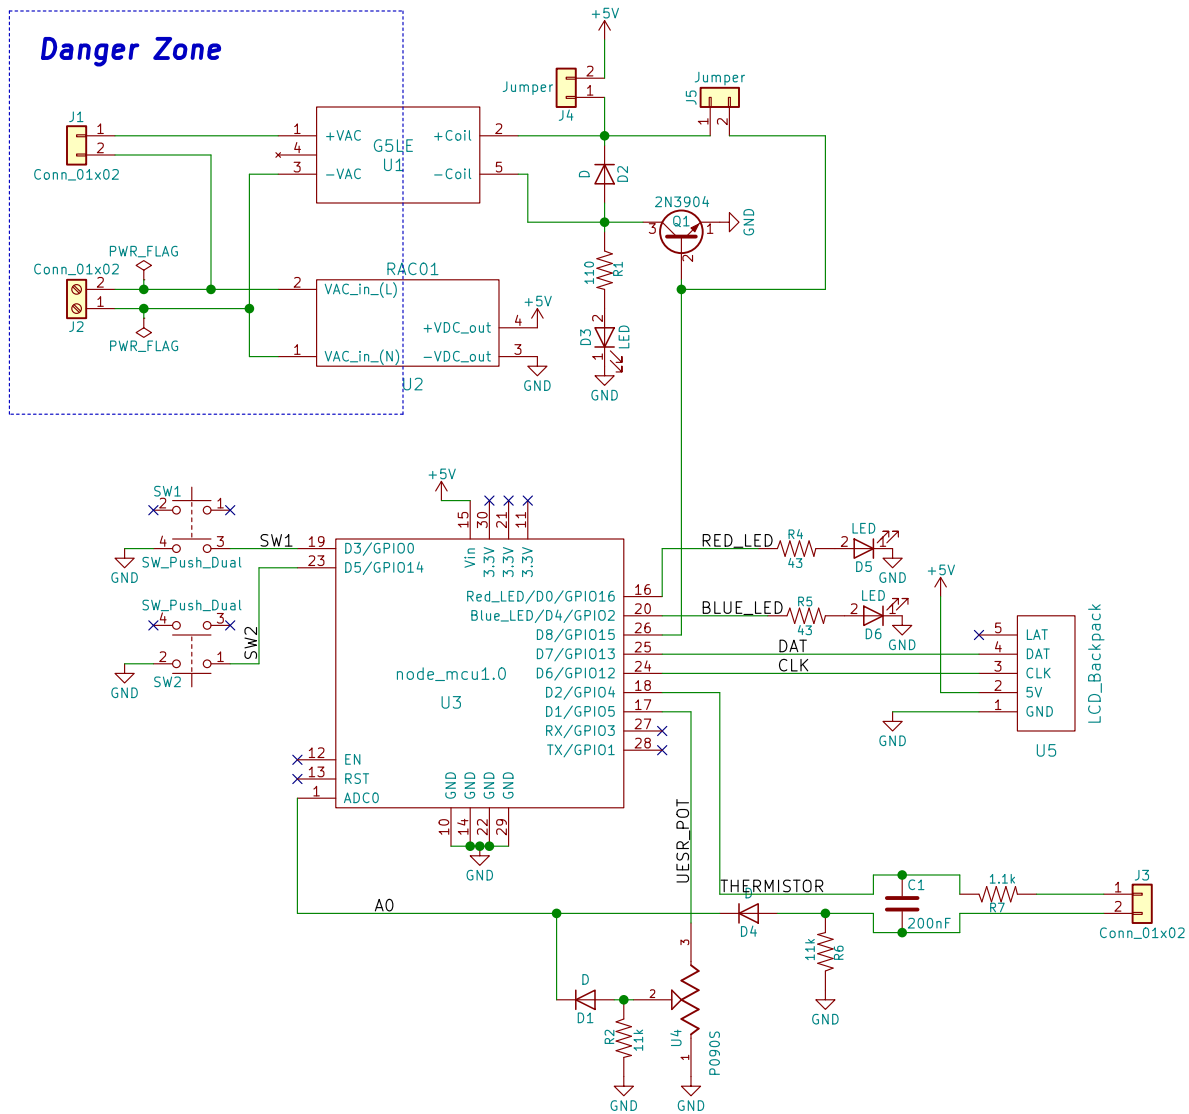 Danger Zone
+5V
Jumper
2
1
J4
Jumper
J5
1
2
J1
1
2
Conn_01x02
1
4
3
+VAC
-VAC
G5LE
U1
+Coil
-Coil
2
5
D
D2
2N3904
Q1
3
1
2
GND
110
R1
2
D3
LED
1
GND
PWR_FLAG
Conn_01x02
2
1
J2
PWR_FLAG
RAC01
2
VAC_in_(L)
1
VAC_in_(N)
+VDC_out
4
+5V
-VDC_out
3
GND
U2
SW1
2
1
4
3
SW_Push_Dual
GND
SW1
SW_Push_Dual
4
3
2
1
SW2
GND
SW2
+5V
15
30
21
11
Vin
3.3V
3.3V
3.3V
19
D3/GPIO0
23
D5/GPIO14
Red_LED/D0/GPIO16
16
Blue_LED/D4/GPIO2
20
D8/GPIO15
26
D7/GPIO13
25
D6/GPIO12
24
D2/GPIO4
18
D1/GPIO5
17
RX/GPIO3
27
TX/GPIO1
28
node_mcu1.0
U3
12
EN
13
RST
1
ADC0
GND
GND
GND
GND
10
14
22
29
GND
RED_LED
R4
43
LED
2
1
D5
GND
BLUE_LED
R5
43
LED
2
1
D6
GND
DAT
CLK
+5V
5
LAT
4
DAT
3
CLK
2
5V
1
GND
LCD_Backpack
U5
GND
UESR_POT
THERMISTOR
A0
D
D4
C1
200nF
1.1k
R7
J3
1
2
Conn_01x02
11k
R6
GND
D
D1
R2
11k
GND
3
2
U4
1
P090S
GND